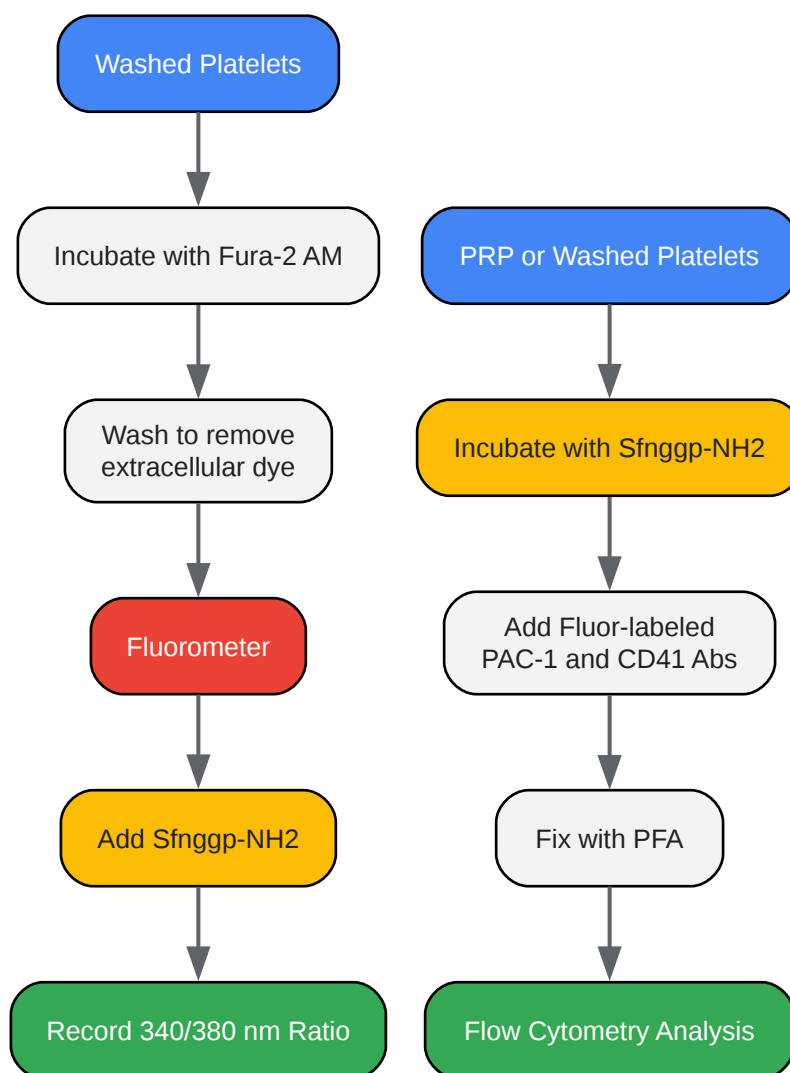 Washed Platelets
Incubate with Fura-2 AM
Wash to remove
extracellular dye
Fluorometer
Add Sfnggp-NH2
Record 340/380 nm Ratio
PRP or Washed Platelets
Incubate with Sfnggp-NH2
Add Fluor-labeled
PAC-1 and CD41 Abs
Fix with PFA
Flow Cytometry Analysis